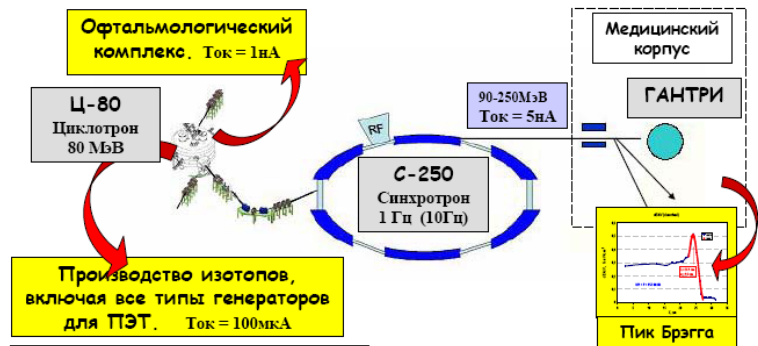 Офтальмологический
комплекс. Ток = 1нА
Ц-80
Циклотрон
80 МэВ
RF
С-250
Синхротрон
1 Гц (10Гц)
90-250МэВ
Ток = 5нА
Медицинский
корпус
ГАНТРИ
Производство изотопов,
включая все типы генераторов
для ПЭТ. Ток = 100мкА
Пик Брэгга